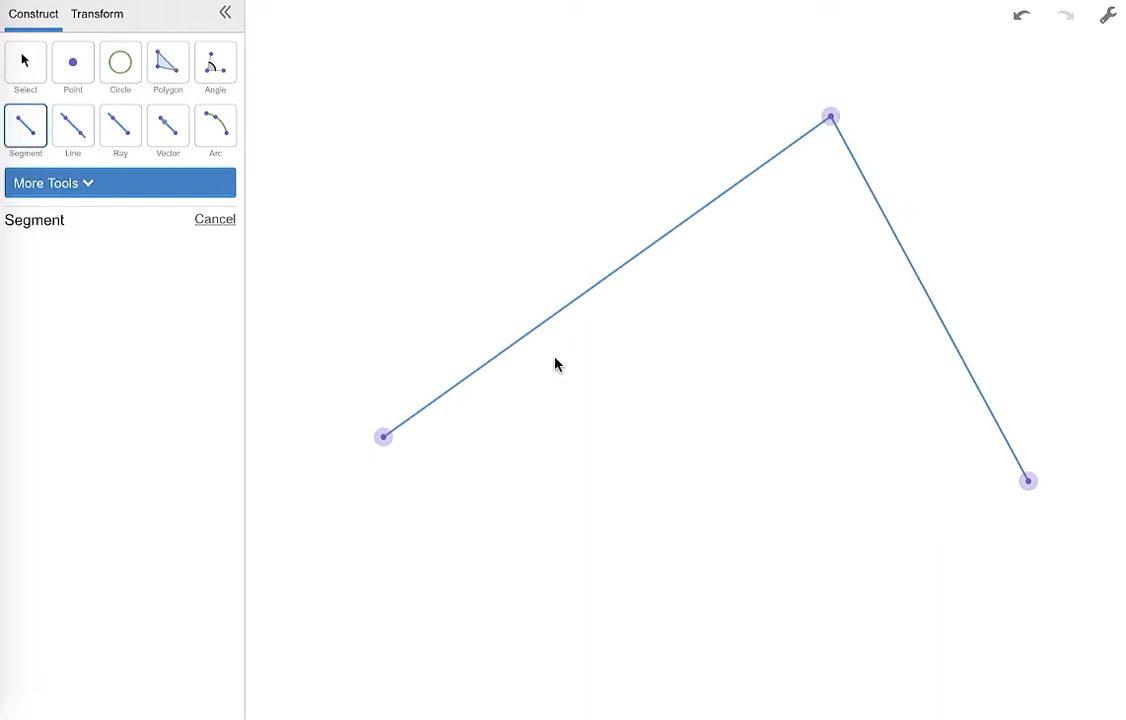 Construct Transform
Select Point Circle Polygon Angle
Segment Line Ray Vector Arc
More Tools
Segment Cancel